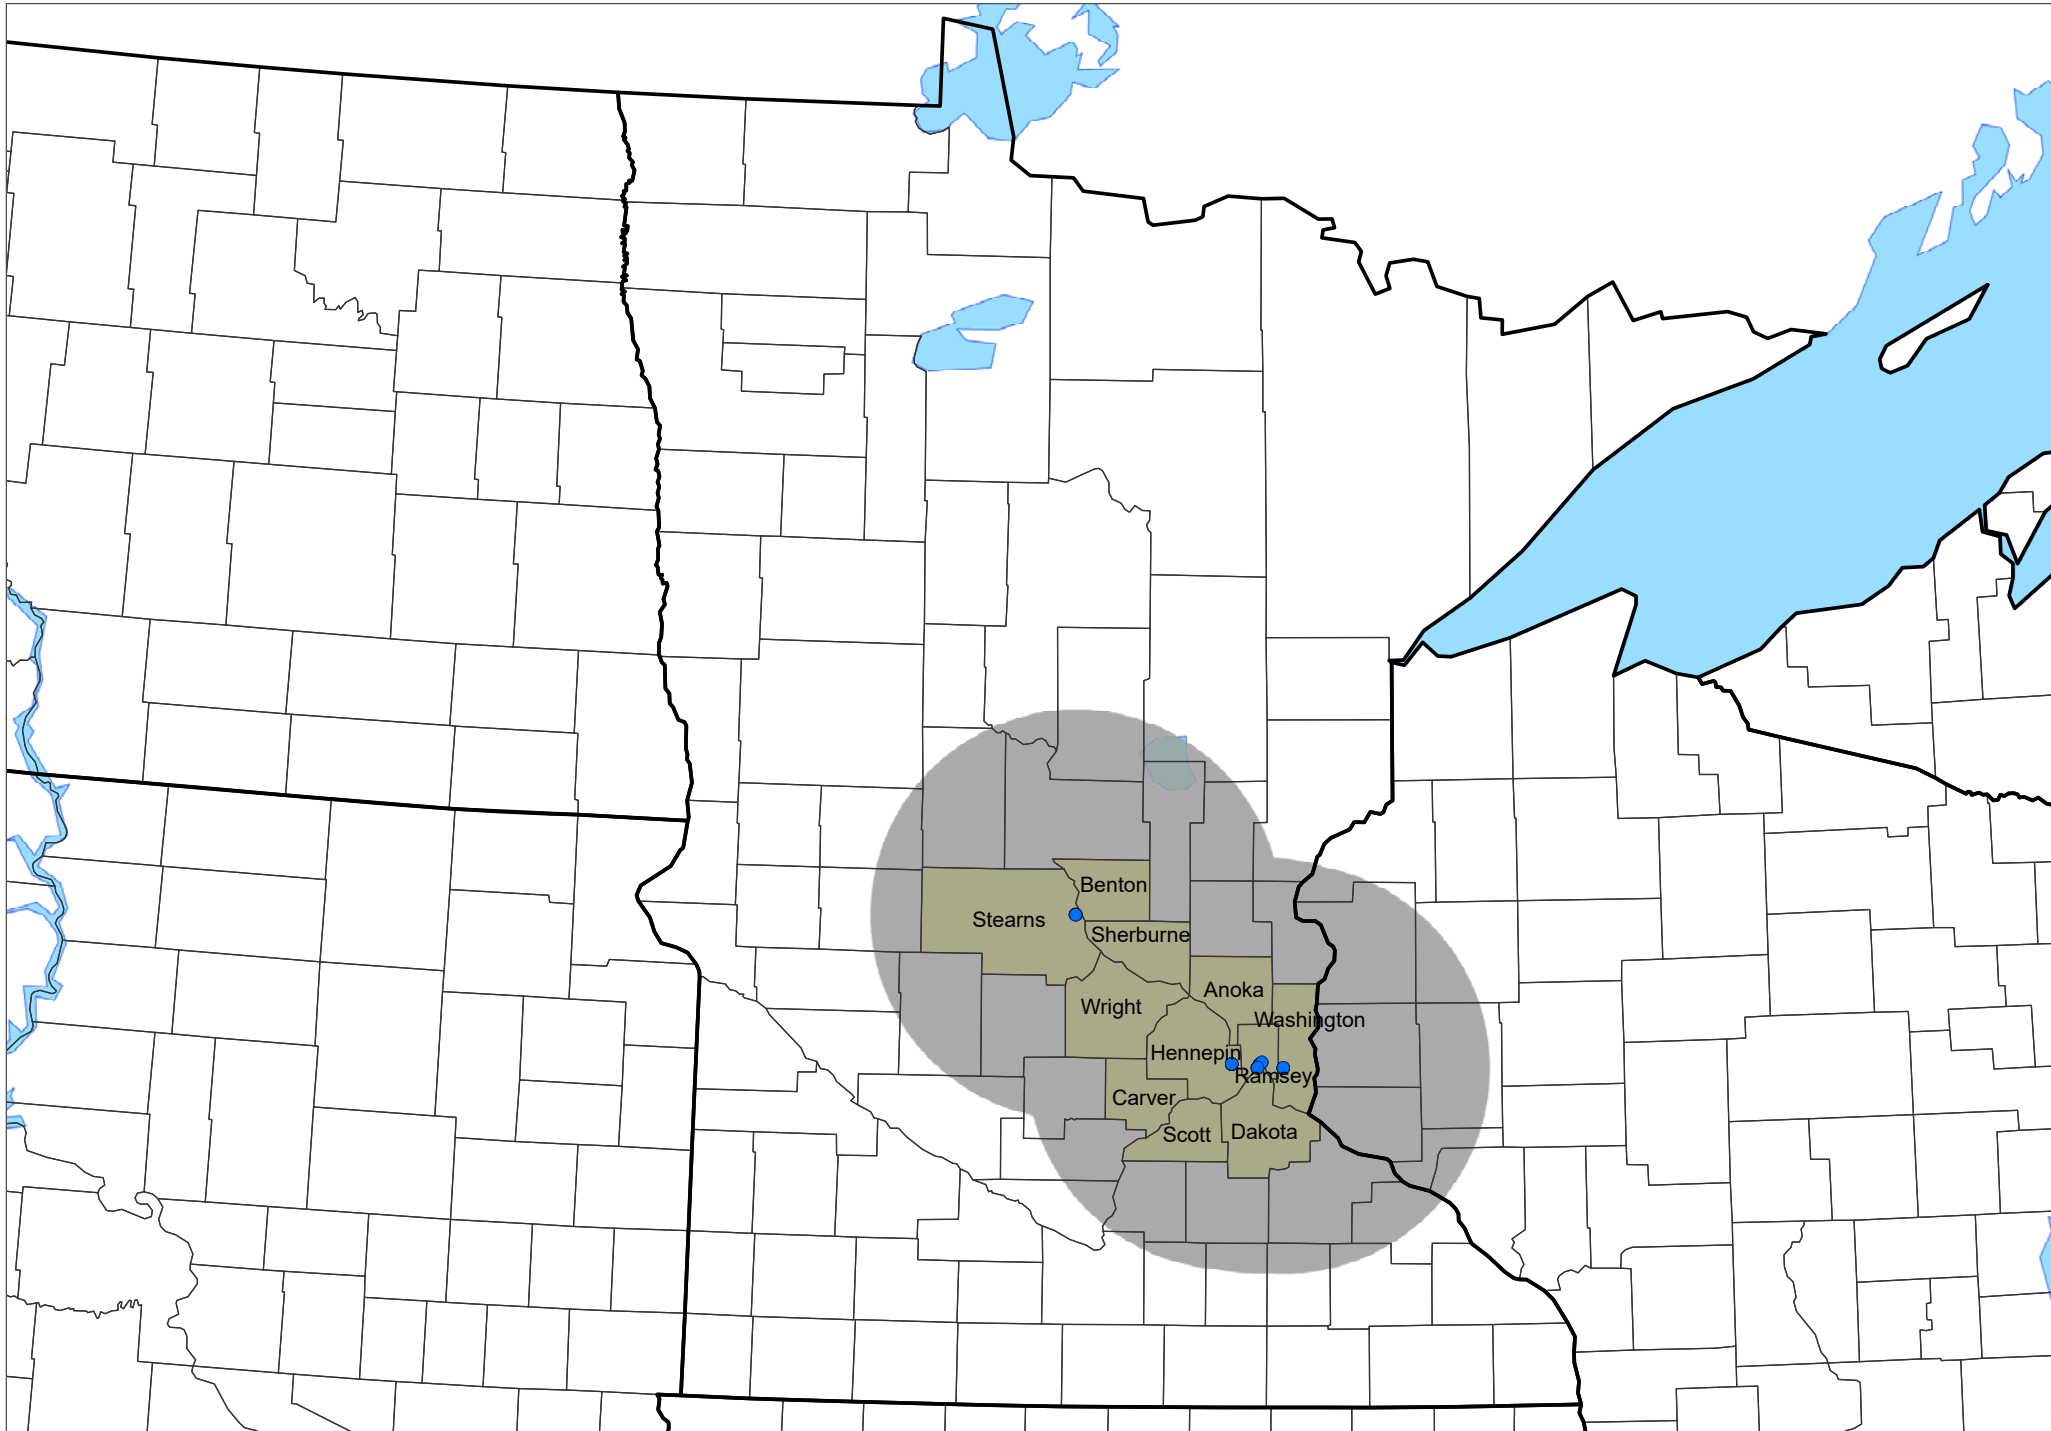 Benton
Stearns
Sherburne
Anoka
Wright
Washington
Hennepin
Ramsey
Carver
Scott
Dakota